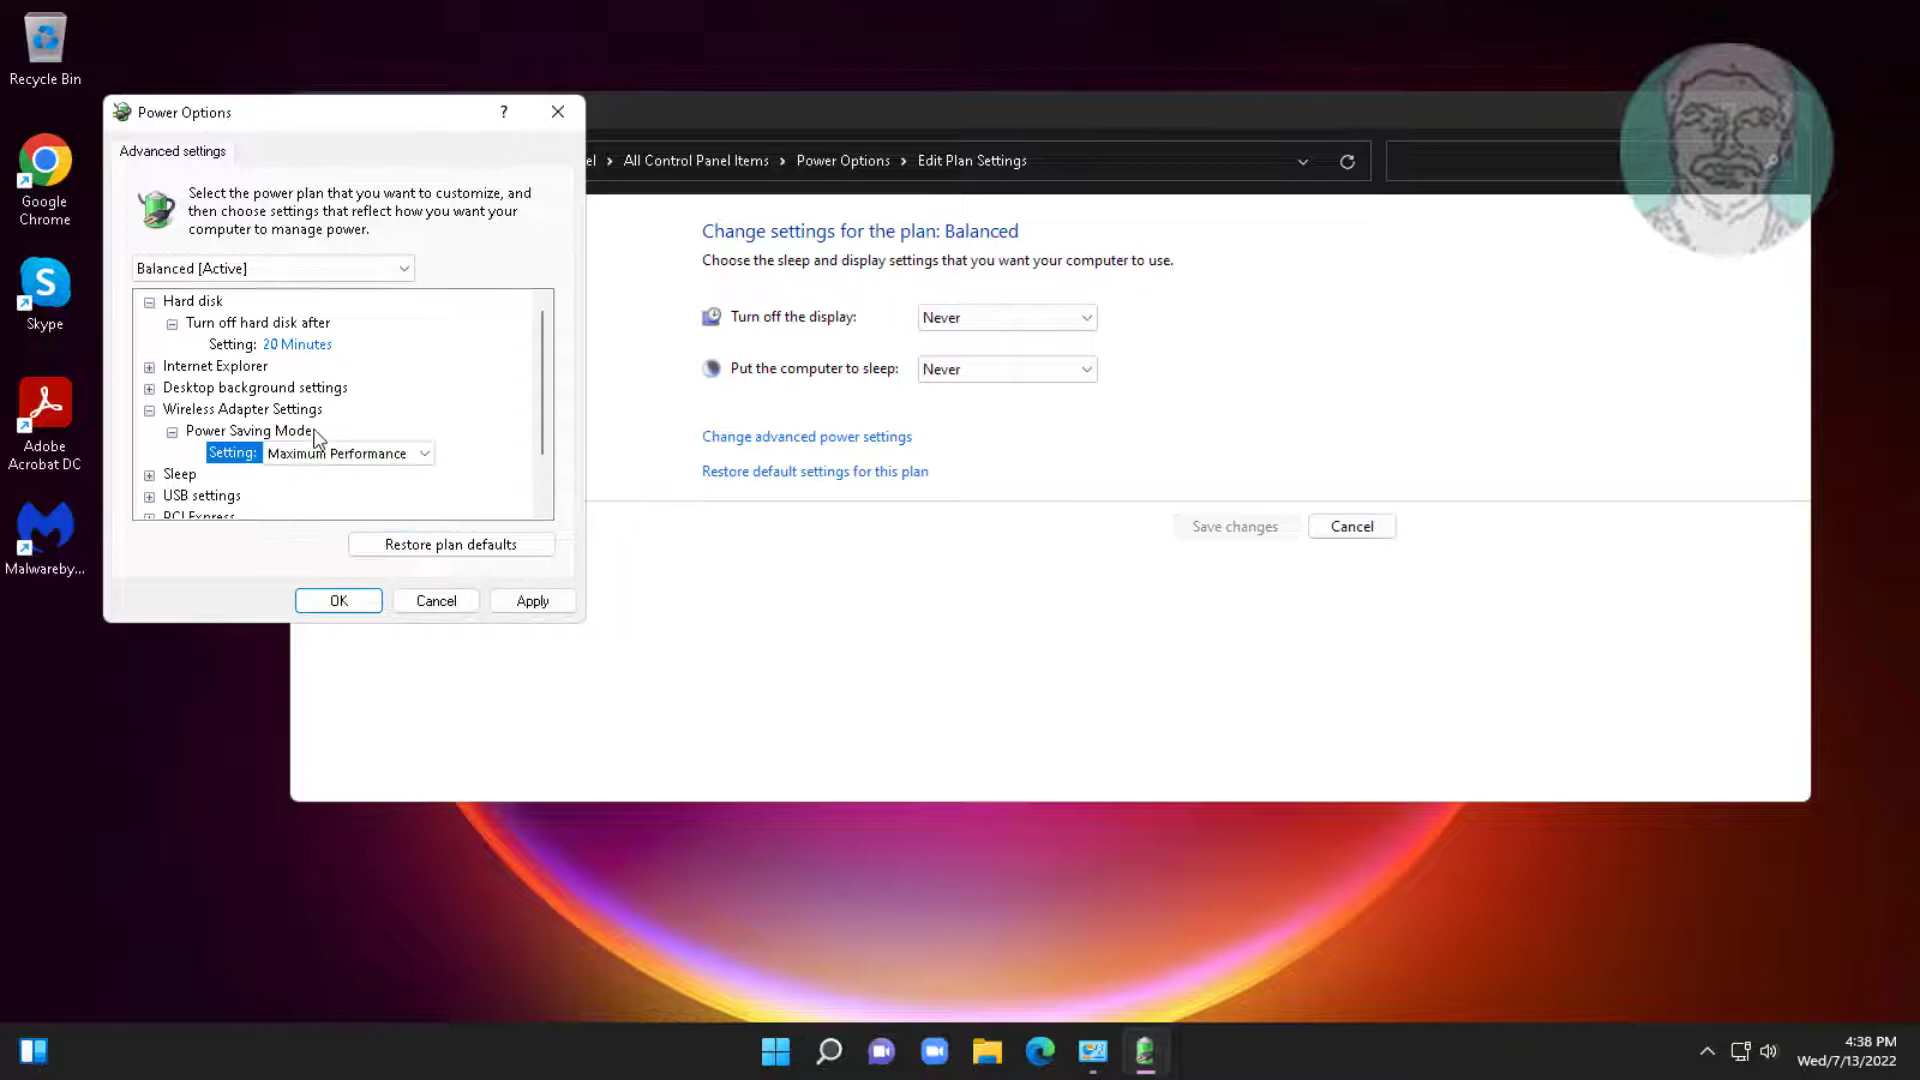 Recycle Bin
Google
Chrome
Skype
Adobe
Acrobat DC
Malwareby...
Power Options
?
Advanced settings
Select the power plan that you want to customize, and
then choose settings that reflect how you want your
computer to manage power.
Balanced [Active]
Hard disk
Turn off hard disk after
Setting: 20 Minutes
Internet Explorer
Desktop background settings
Wireless Adapter Settings
Power Saving Mode
Setting: Maximum Performance
Sleep
USB settings
PCI Express
Restore plan defaults
OK Cancel Apply
el > All Control Panel Items > Power Options > Edit Plan Settings
Change settings for the plan: Balanced
Choose the sleep and display settings that you want your computer to use.
Turn off the display: Never
Put the computer to sleep: Never
Change advanced power settings
Restore default settings for this plan
Save changes Cancel
4:38 PM
Wed/7/13/2022